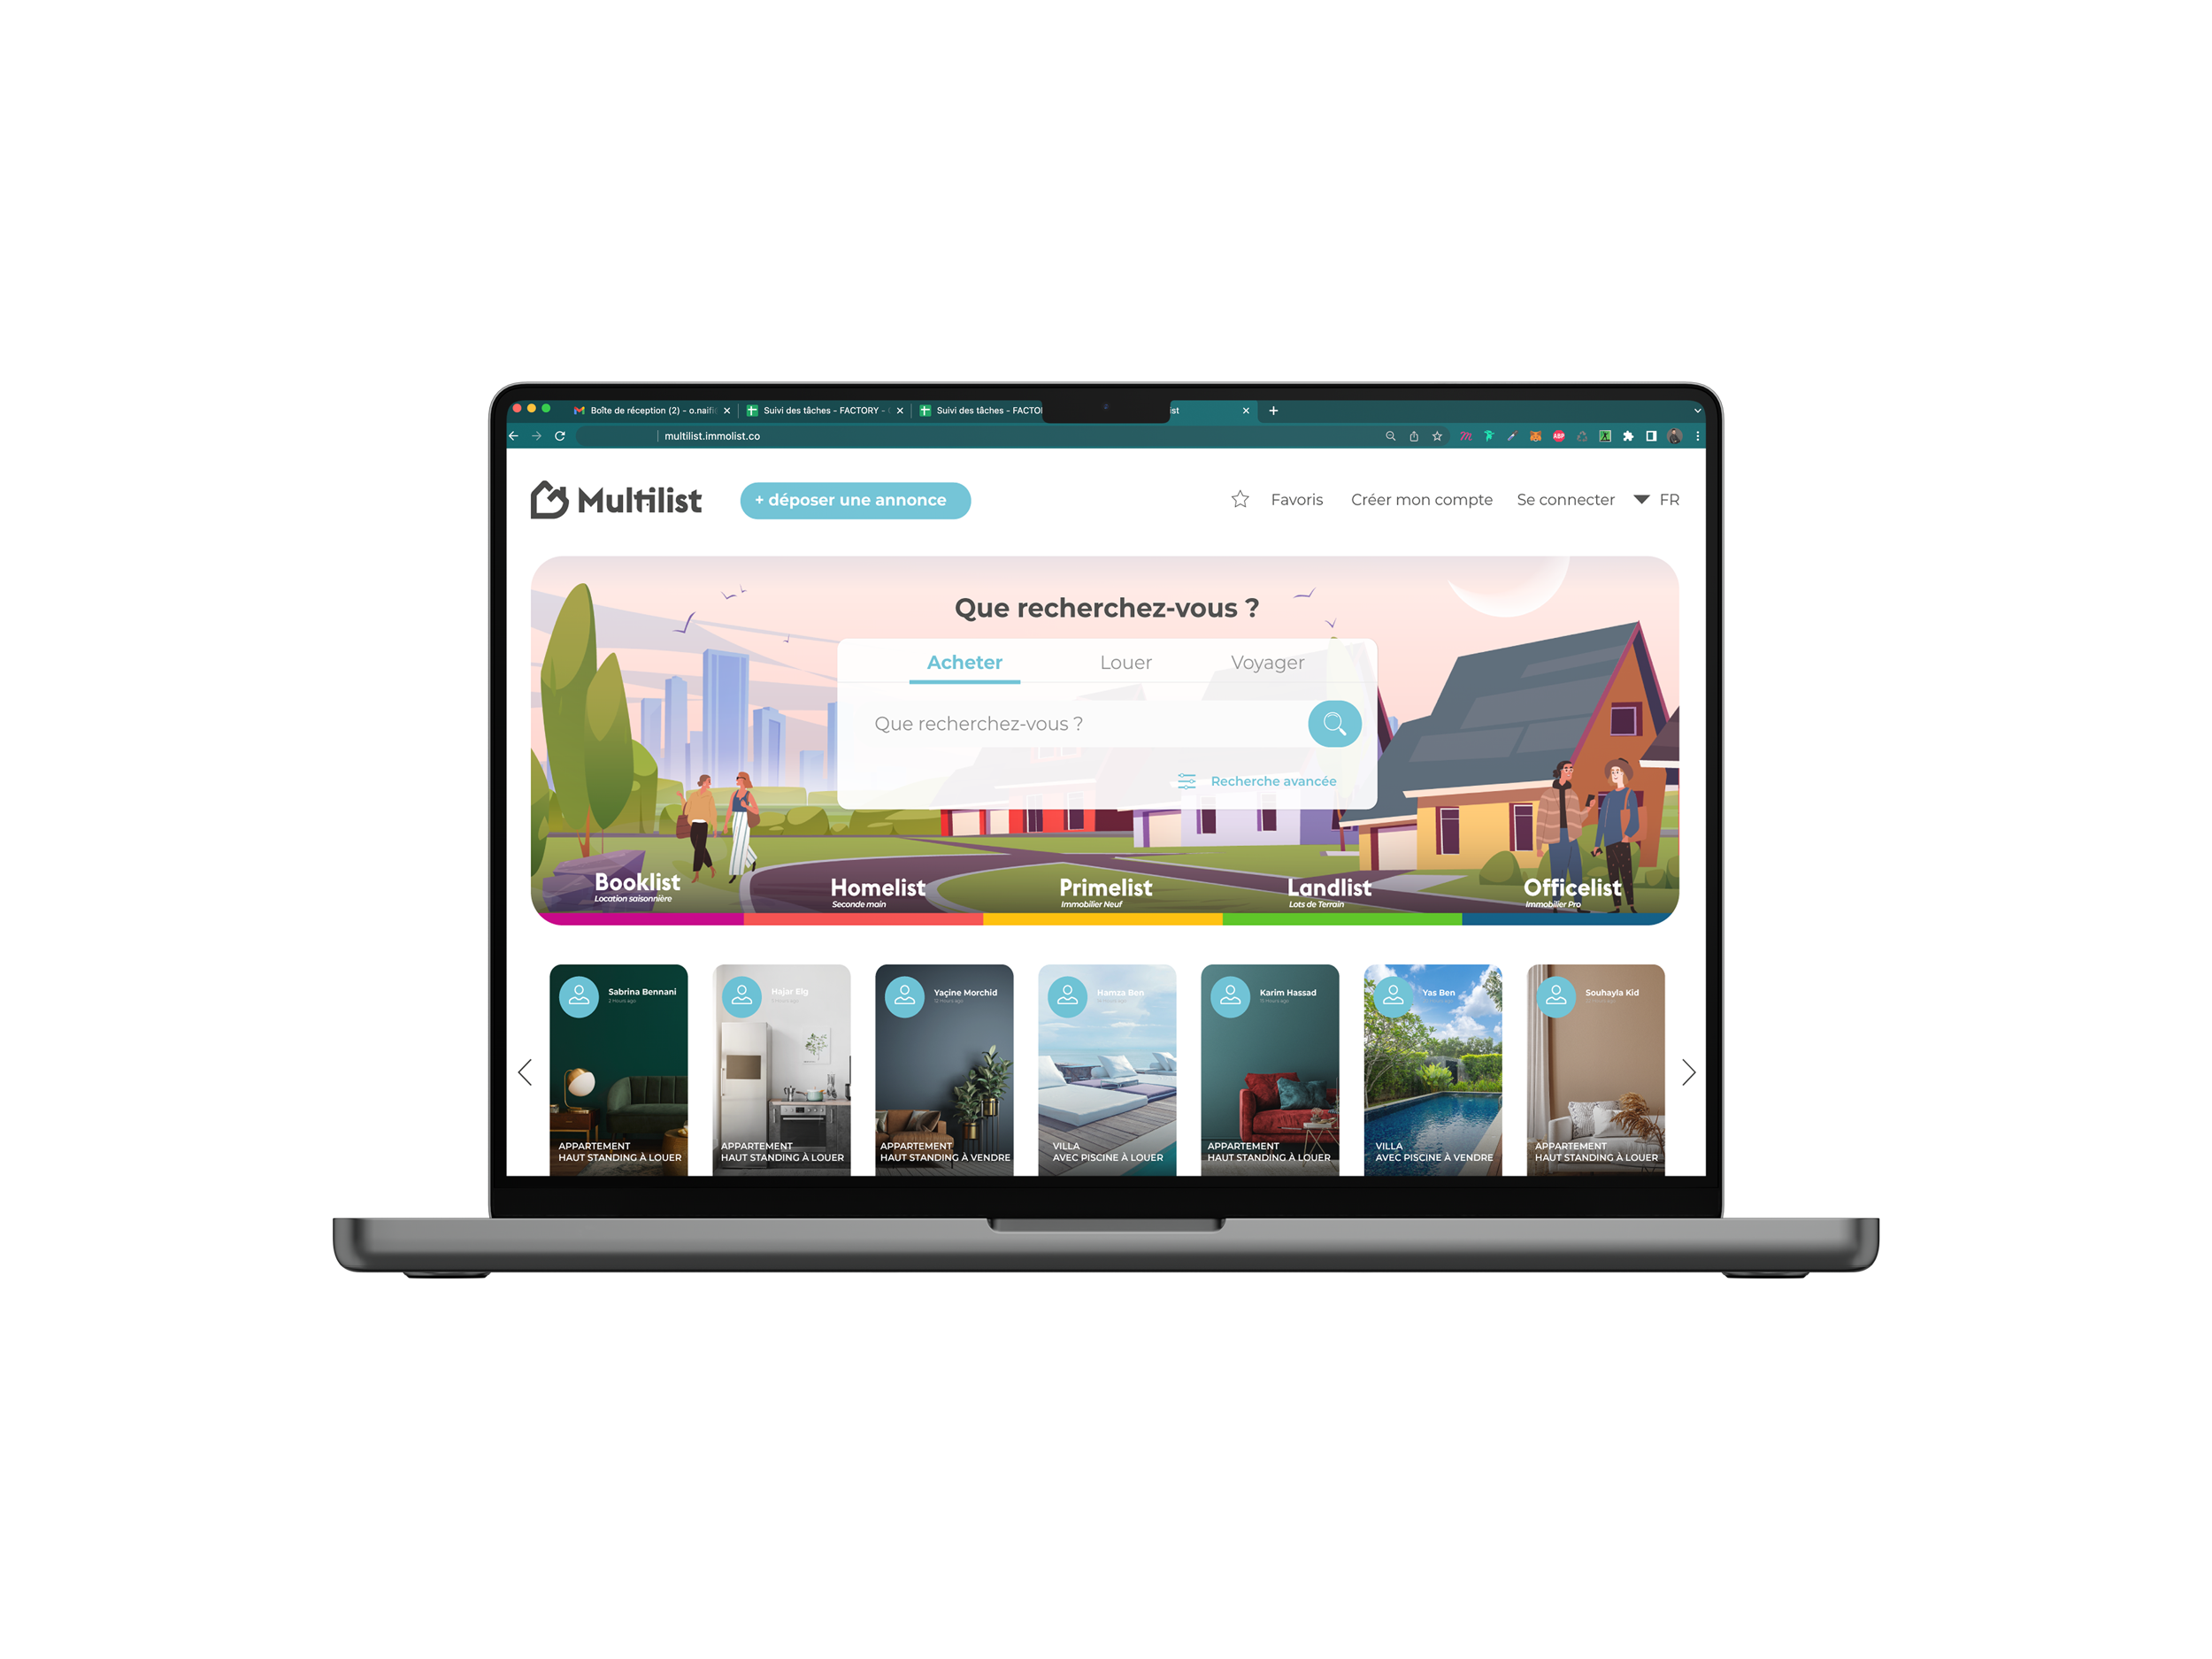 Boîte de réception (2) - o.naifi
Suivi des tâches - FACTORY -
Suivi des tâches - FACTO
ist
multilist.immolist.co
ABP
Multilist
+ déposer une annonce
Favoris
Créer mon compte
Se connecter
FR
Que recherchez-vous ?
Acheter
Louer
Voyager
Que recherchez-vous ?
Recherche avancée
Booklist
Location saisonnière
Homelist
Seconde main
Primelist
Immobilier Neuf
Landlist
Lots de Terrain
Officelist
Immobilier Pro
Sabrina Bennani
2 Hours ago
Hajar Elg
Yaçine Morchid
Hamza Ben
Karim Hassad
Yas Ben
Souhayla Kid
APPARTEMENT
HAUT STANDING À LOUER
APPARTEMENT
HAUT STANDING À LOUER
APPARTEMENT
HAUT STANDING À VENDRE
VILLA
AVEC PISCINE À LOUER
APPARTEMENT
HAUT STANDING À LOUER
VILLA
AVEC PISCINE À VENDRE
APPARTEMENT
HAUT STANDING À LOUER